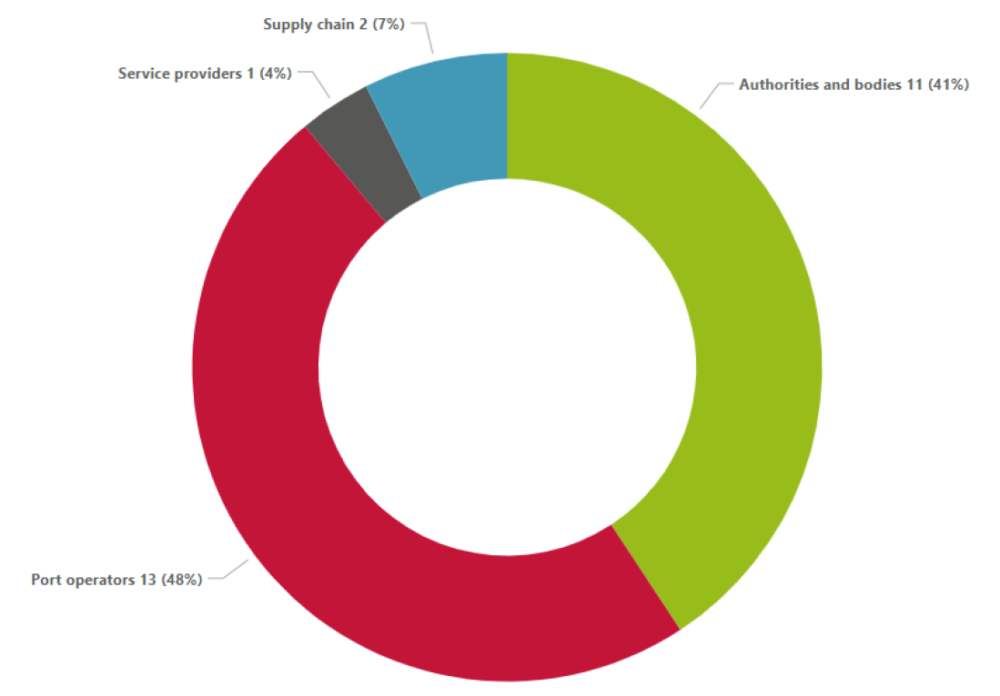 Supply chain 2 (7%)
Service providers 1 (4%)
Authorities and bodies 11 (41%)
Port operators 13 (48%)